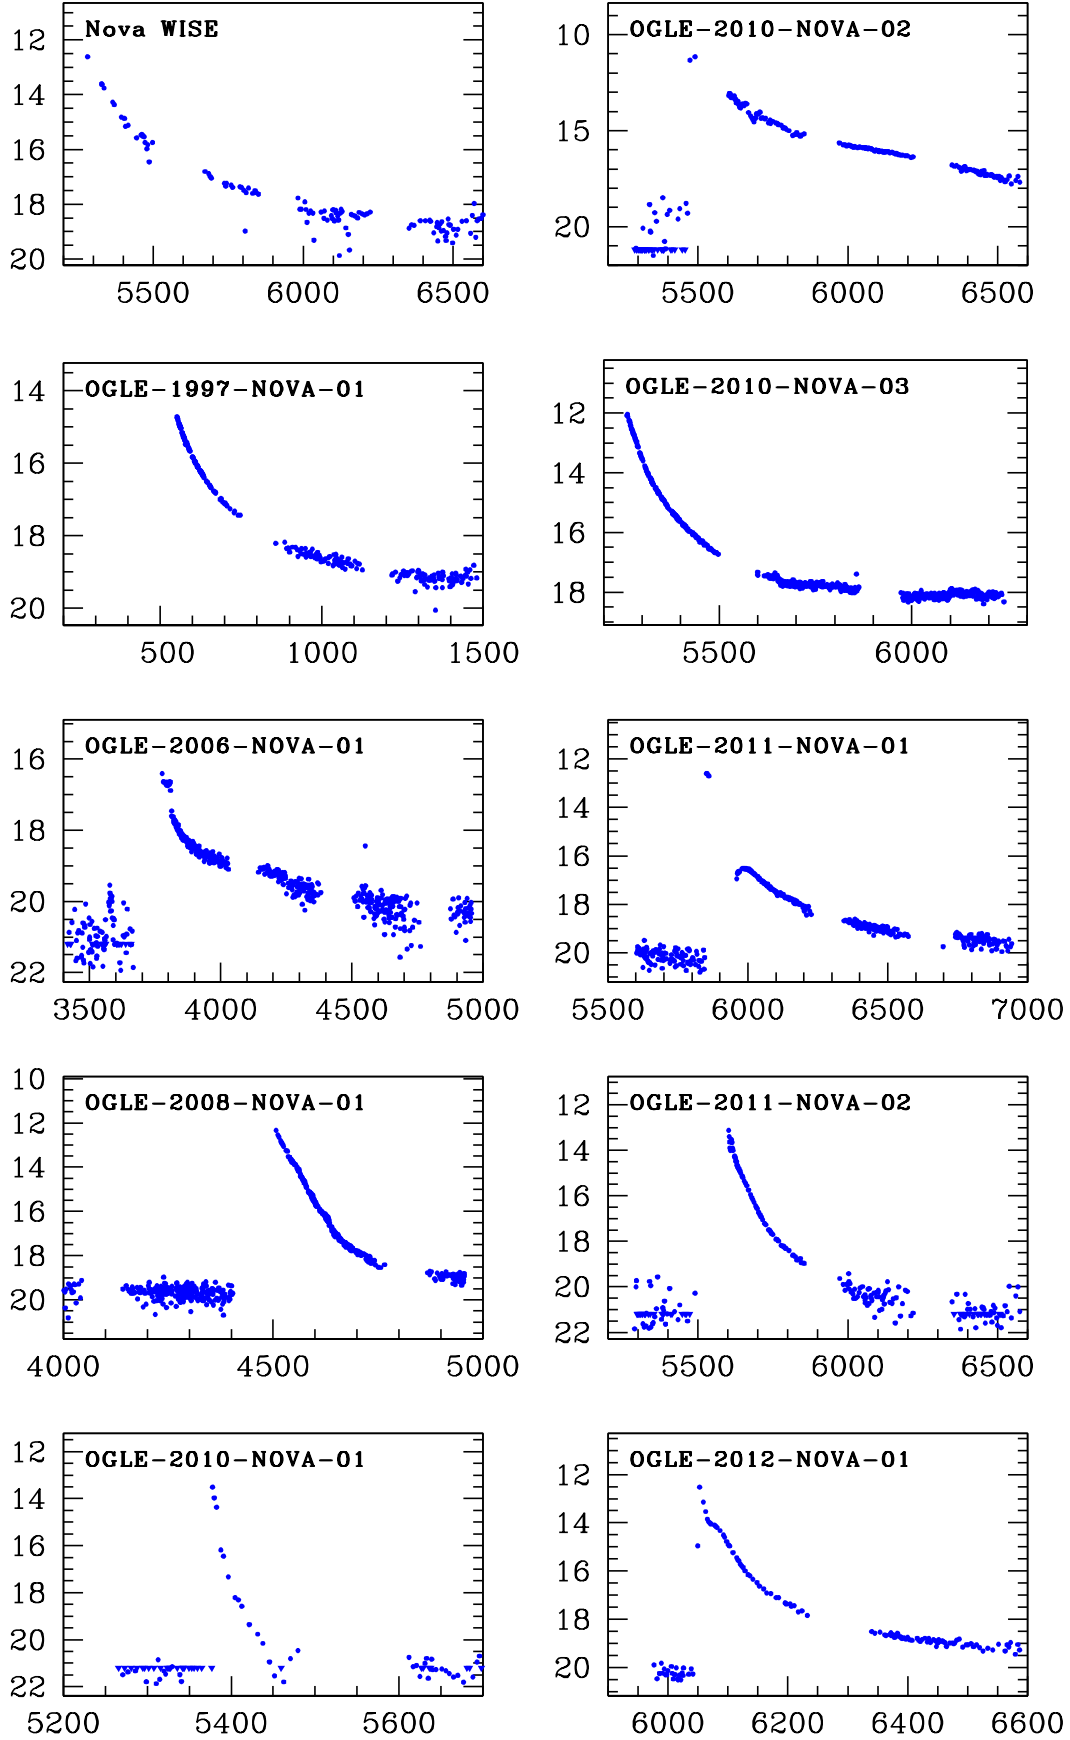 Nova WISE
12
14
16
18
20
5500 6000 6500
OGLE-2010-NOVA-02
10
15
20
5500 6000 6500
OGLE-1997-NOVA-01
14
16
18
20
500 1000 1500
OGLE-2010-NOVA-03
12
14
16
18
5500 6000
OGLE-2006-NOVA-01
16
18
20
22
3500 4000 4500 5000
OGLE-2011-NOVA-01
12
14
16
18
20
5500 6000 6500 7000
OGLE-2008-NOVA-01
10
12
14
16
18
20
4000 4500 5000
OGLE-2011-NOVA-02
12
14
16
18
20
22
5500 6000 6500
OGLE-2010-NOVA-01
12
14
16
18
20
22
5200 5400 5600
OGLE-2012-NOVA-01
12
14
16
18
20
6000 6200 6400 6600